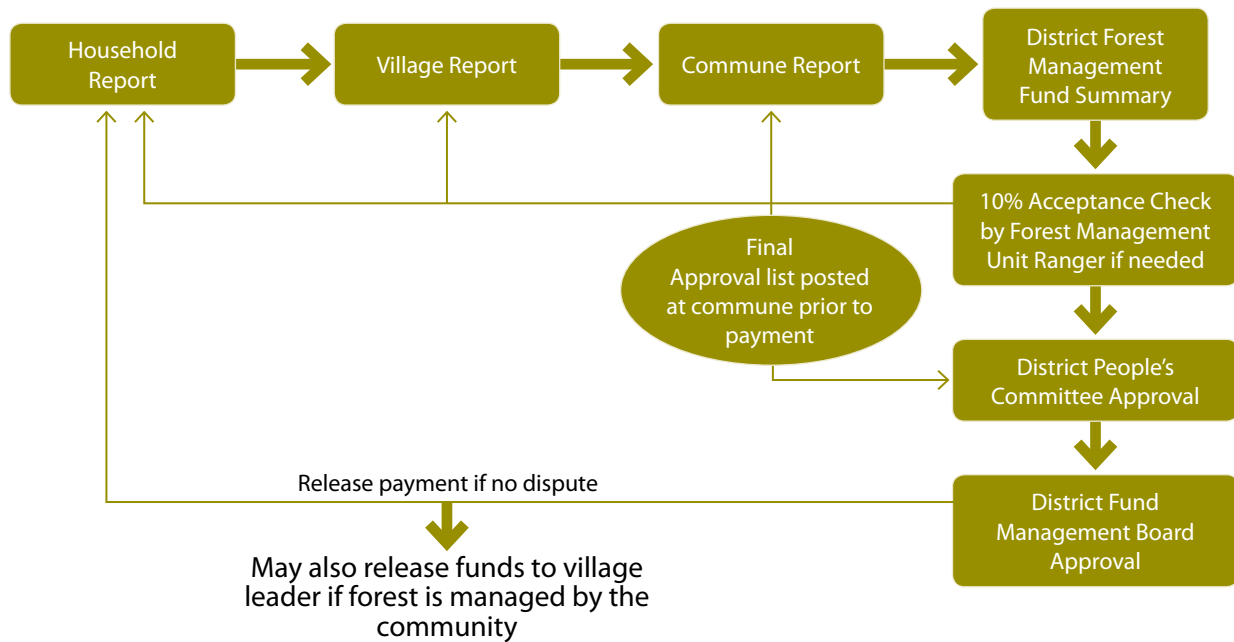 Household
Report
Village Report
Commune Report
District Forest
Management
Fund Summary
10% Acceptance Check
by Forest Management
Unit Ranger if needed
Final
Approval list posted
at commune prior to
payment
District People’s
Committee Approval
Release payment if no dispute
District Fund
Management Board
Approval
May also release funds to village
leader if forest is managed by the
community